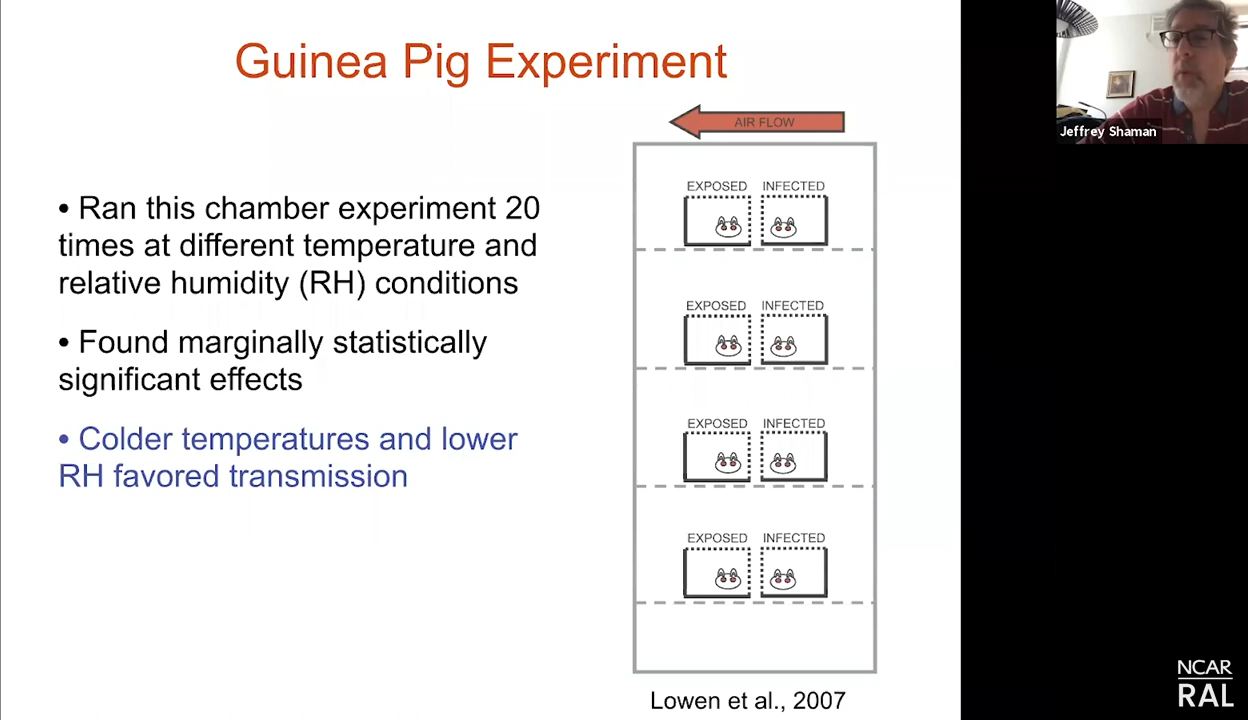 Guinea Pig Experiment
• Ran this chamber experiment 20
times at different temperature and
relative humidity (RH) conditions
• Found marginally statistically
significant effects
• Colder temperatures and lower
RH favored transmission
AIR FLOW
EXPOSED INFECTED
EXPOSED INFECTED
EXPOSED INFECTED
EXPOSED INFECTED
Lowen et al., 2007
Jeffrey Shaman
NCAR
RAL